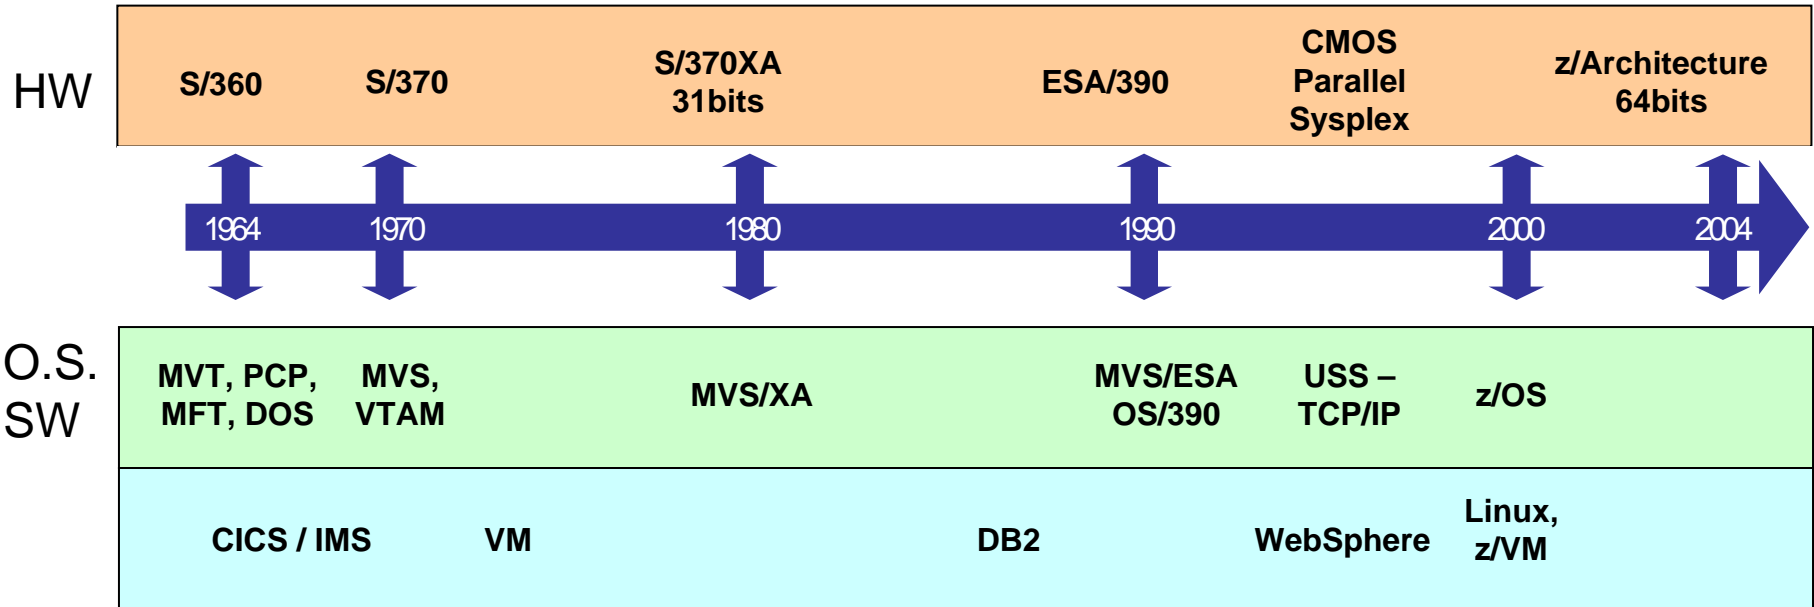 HW
S/360
S/370
S/370XA
31bits
ESA/390
CMOS
Parallel
Sysplex
z/Architecture
64bits
1964
1970
1980
1990
2000
2004
O.S.
SW
MVT, PCP,
MFT, DOS
MVS,
VTAM
MVS/XA
MVS/ESA
OS/390
USS –
TCP/IP
z/OS
CICS / IMS
VM
DB2
WebSphere
Linux,
z/VM